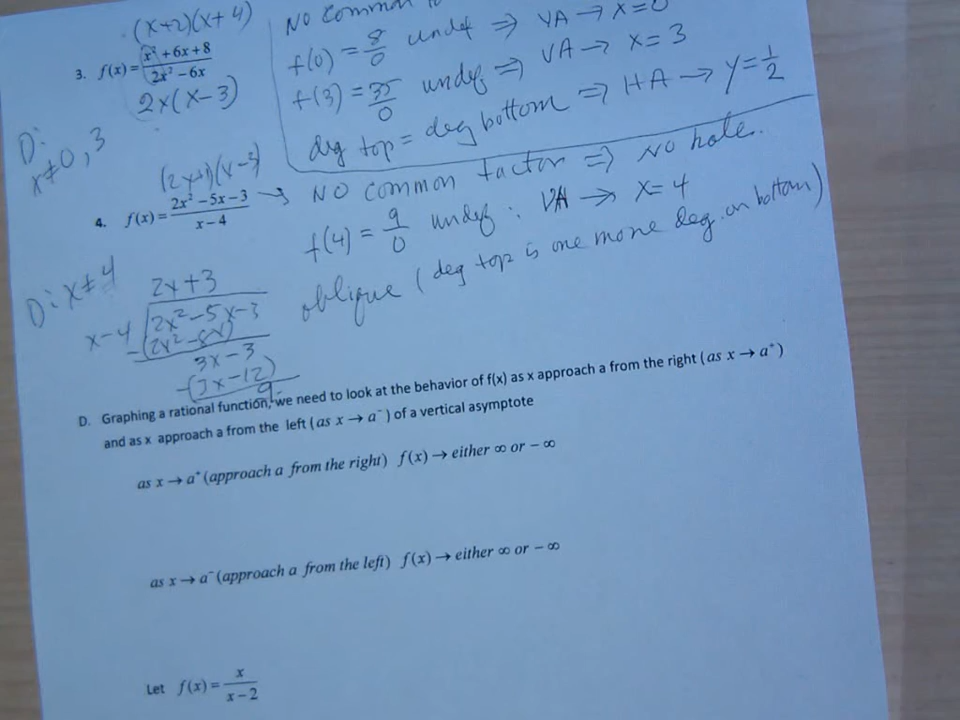 (x+2)(x+4)
3. f(x) = x² + 6x + 8 / 2x² − 6x
2x(x−3)
D: x≠0, 3
No common
f(0) = 8/0 undef ⇒ VA → x=0
f(3) = 35/0 undef ⇒ VA → x=3
deg top = deg bottom ⇒ HA → y=1/2
(2x+1)(x−3)
4. f(x) = 2x² − 5x − 3 / x − 4
NO common factor ⇒ NO hole.
f(4) = 9/0 undef: VA → x=4
oblique (deg top is one more deg. on bottom)
D: x≠4
2x+3
x−4 2x²−5x−3
−(2x²−8x)
3x−3
−(3x−12)
9
D. Graphing a rational function, we need to look at the behavior of f(x) as x approach a from the right (as x → a⁺)
and as x approach a from the left (as x → a⁻) of a vertical asymptote
as x → a⁺ (approach a from the right) f(x) → either ∞ or − ∞
as x → a⁻ (approach a from the left) f(x) → either ∞ or − ∞
Let f(x) = x / x − 2